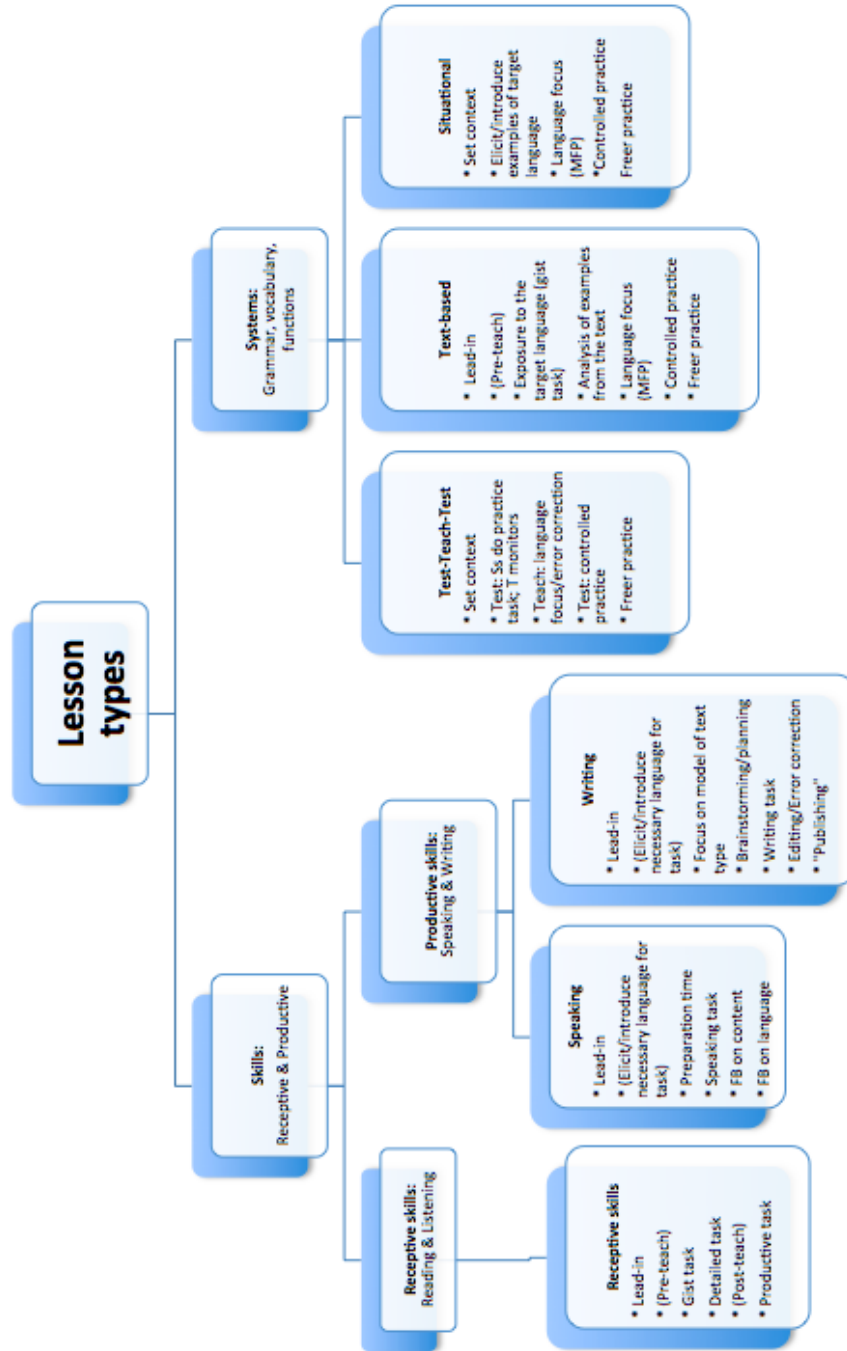 Lesson
types
Skills:
Receptive & Productive
Systems:
Grammar, vocabulary,
functions
Receptive skills:
Reading & Listening
Productive skills:
Speaking & Writing
Receptive skills
* Lead-in
* (Pre-teach)
* Gist task
* Detailed task
* (Post-teach)
* Productive task
Speaking
* Lead-in
* (Elicit/introduce
necessary language for
task)
* Preparation time
* Speaking task
* FB on content
* FB on language
Writing
* Lead-in
* (Elicit/introduce
necessary language for
task)
* Focus on model of text
type
* Brainstorming/planning
* Writing task
* Editing/Error correction
* "Publishing"
Test-Teach-Test
* Set context
* Test: Ss do practice
task; T monitors
* Teach: language
focus/error correction
* Test: controlled
practice
* Freer practice
Text-based
* Lead-in
* (Pre-teach)
* Exposure to the
target language (gist
task)
* Analysis of examples
from the text
* Language focus
(MFP)
* Controlled practice
* Freer practice
Situational
* Set context
* Elicit/introduce
examples of target
language
* Language focus
(MFP)
*Controlled practice
Freer practice